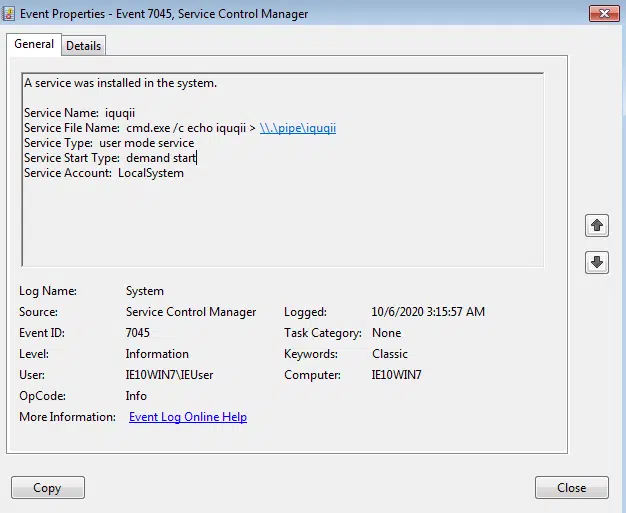 Event Properties - Event 7045, Service Control Manager
General Details
A service was installed in the system.
Service Name: iquqii
Service File Name: cmd.exe /c echo iquqii > \\.\pipe\iquqii
Service Type: user mode service
Service Start Type: demand start
Service Account: LocalSystem
Log Name: System
Source: Service Control Manager Logged: 10/6/2020 3:15:57 AM
Event ID: 7045 Task Category: None
Level: Information Keywords: Classic
User: IE10WIN7\IEUser Computer: IE10WIN7
OpCode: Info
More Information: Event Log Online Help
Copy Close